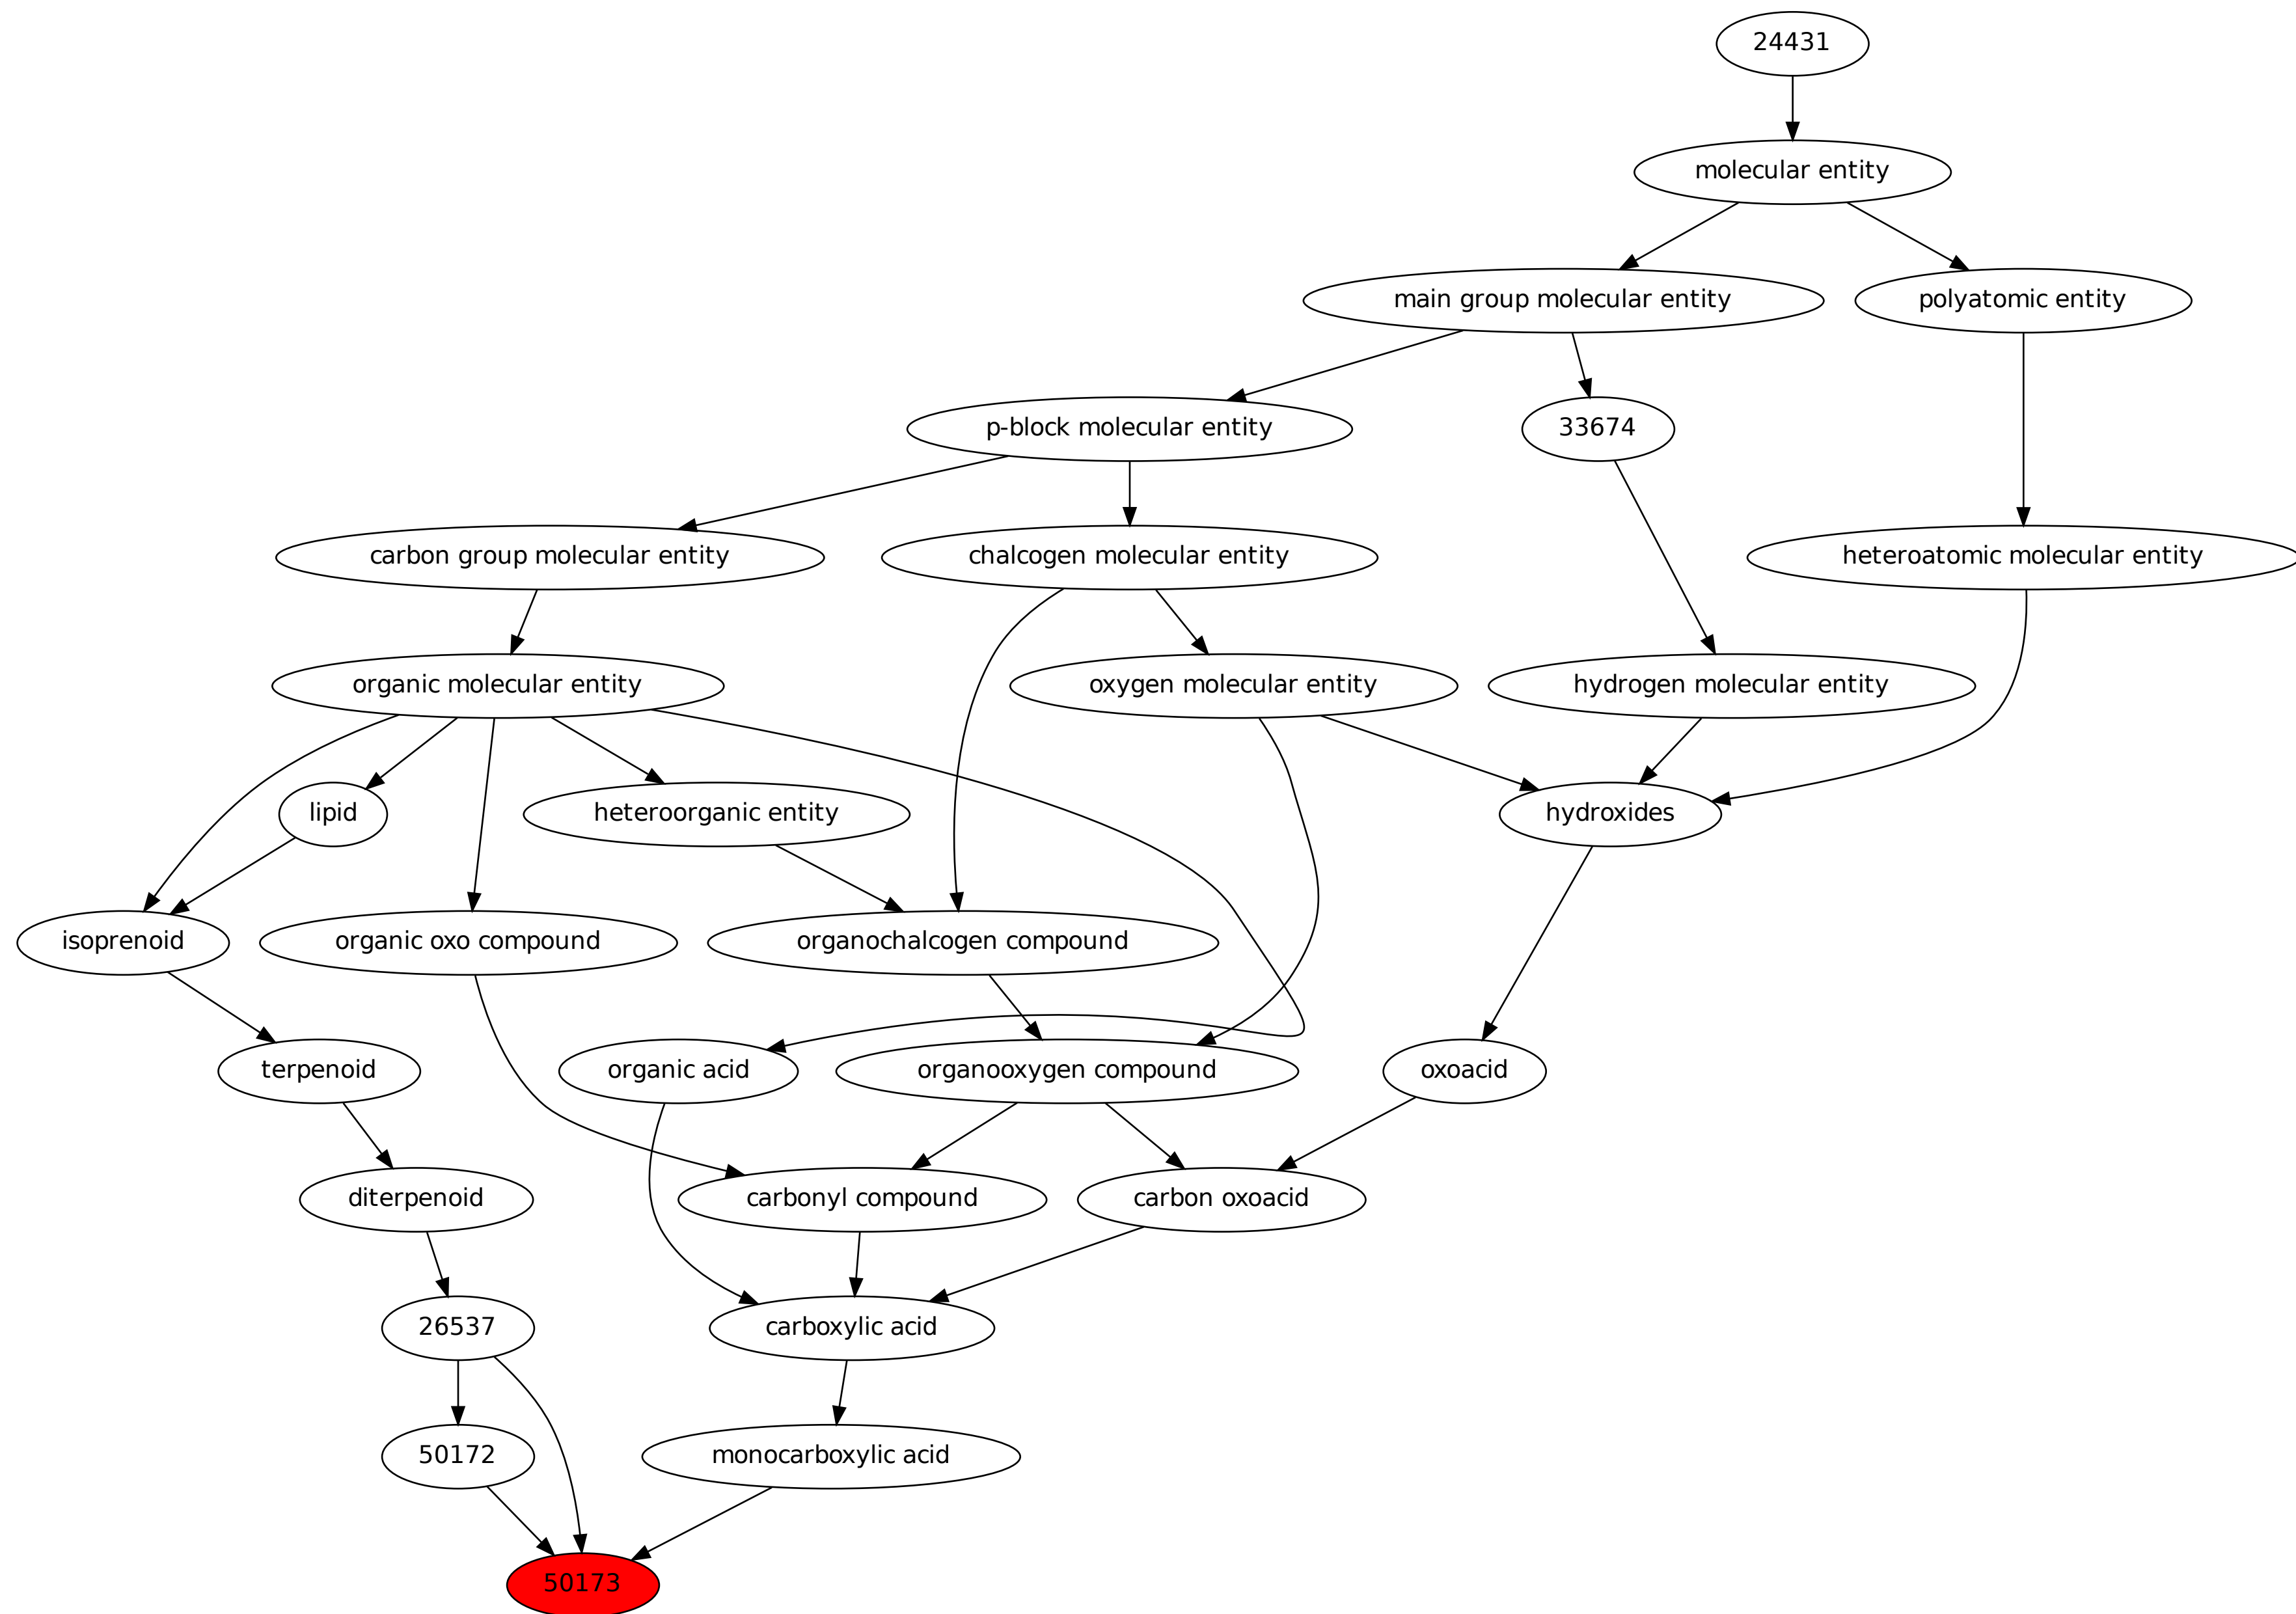 24431
molecular entity
main group molecular entity
polyatomic entity
p-block molecular entity
33674
carbon group molecular entity
chalcogen molecular entity
heteroatomic molecular entity
organic molecular entity
oxygen molecular entity
hydrogen molecular entity
lipid
heteroorganic entity
hydroxides
isoprenoid
organic oxo compound
organochalcogen compound
terpenoid
organic acid
organooxygen compound
oxoacid
diterpenoid
carbonyl compound
carbon oxoacid
26537
carboxylic acid
50172
monocarboxylic acid
50173